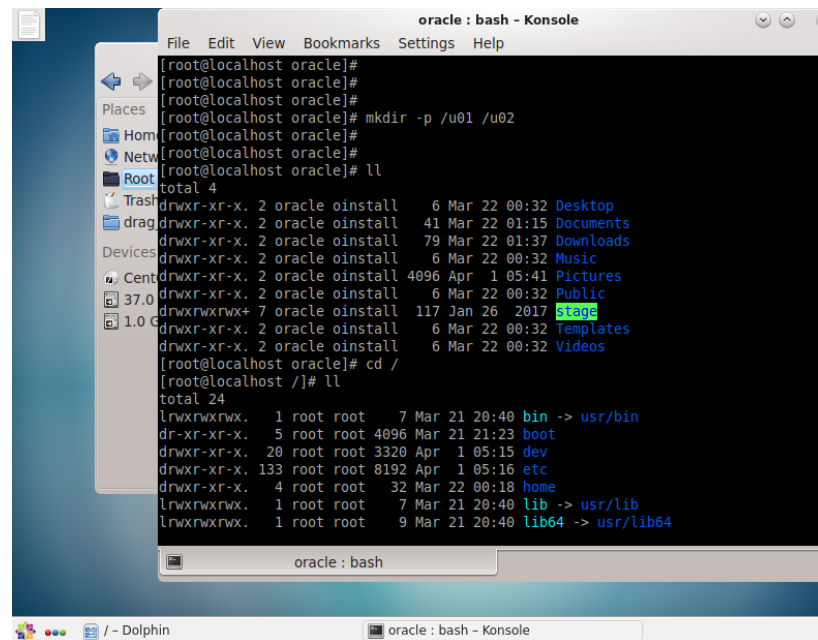 oracle : bash – Konsole
File Edit View Bookmarks Settings Help
[root@localhost oracle]#
[root@localhost oracle]#
[root@localhost oracle]#
[root@localhost oracle]# mkdir -p /u01 /u02
[root@localhost oracle]#
[root@localhost oracle]#
[root@localhost oracle]# ll
total 4
drwxr-xr-x. 2 oracle oinstall 6 Mar 22 00:32 Desktop
drwxr-xr-x. 2 oracle oinstall 41 Mar 22 01:15 Documents
drwxr-xr-x. 2 oracle oinstall 79 Mar 22 01:37 Downloads
drwxr-xr-x. 2 oracle oinstall 6 Mar 22 00:32 Music
drwxr-xr-x. 2 oracle oinstall 4096 Apr 1 05:41 Pictures
drwxr-xr-x. 2 oracle oinstall 6 Mar 22 00:32 Public
drwxrwxrwx+ 7 oracle oinstall 117 Jan 26 2017 stage
drwxr-xr-x. 2 oracle oinstall 6 Mar 22 00:32 Templates
drwxr-xr-x. 2 oracle oinstall 6 Mar 22 00:32 Videos
[root@localhost oracle]# cd /
[root@localhost /]# ll
total 24
lrwxrwxrwx. 1 root root 7 Mar 21 20:40 bin -> usr/bin
dr-xr-xr-x. 5 root root 4096 Mar 21 21:23 boot
drwxr-xr-x. 20 root root 3320 Apr 1 05:15 dev
drwxr-xr-x. 133 root root 8192 Apr 1 05:16 etc
drwxr-xr-x. 4 root root 32 Mar 22 00:18 home
lrwxrwxrwx. 1 root root 7 Mar 21 20:40 lib -> usr/lib
lrwxrwxrwx. 1 root root 9 Mar 21 20:40 lib64 -> usr/lib64
oracle : bash
Places
Hom
Netw
Root
Trash
drag
Devices
Cent
37.0
1.0 G
/ – Dolphin
oracle : bash – Konsole